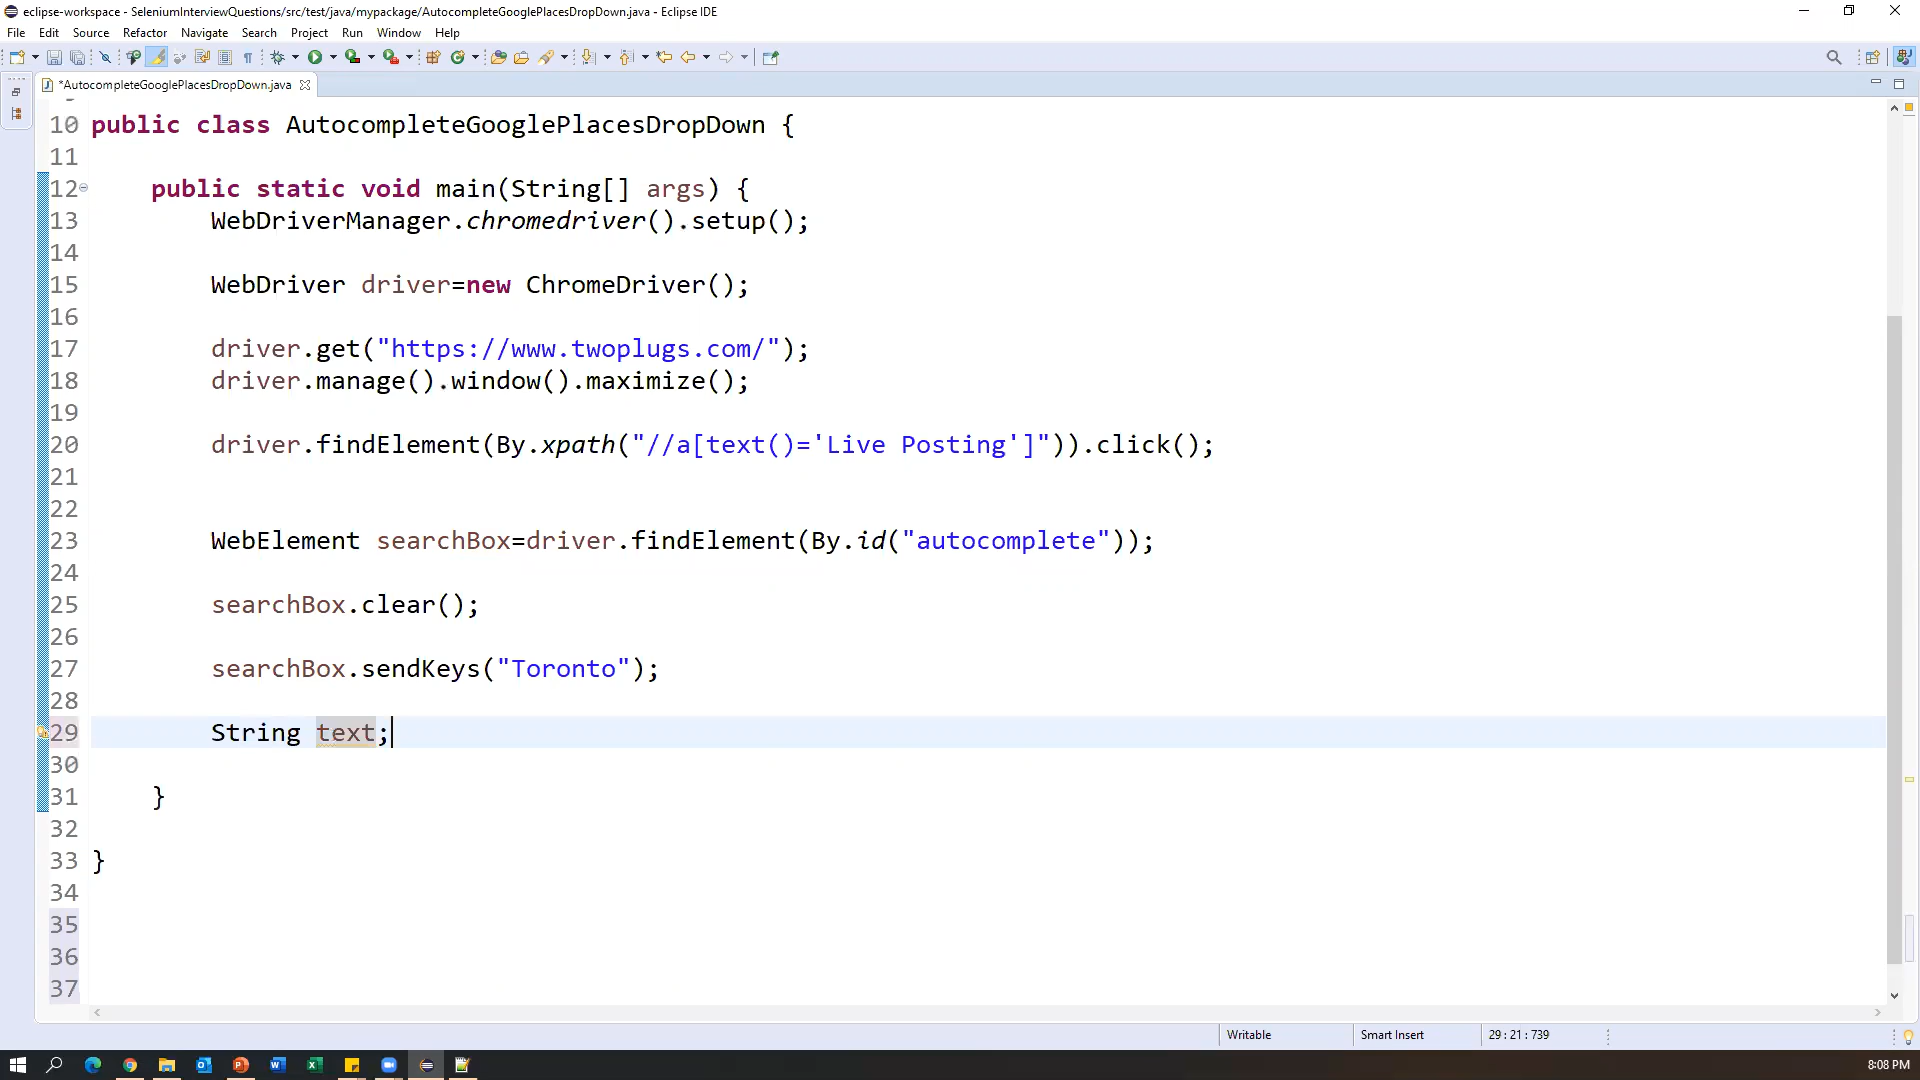 eclipse-workspace - SeleniumInterviewQuestions/src/test/java/mypackage/AutocompleteGooglePlacesDropDown.java - Eclipse IDE
File Edit Source Refactor Navigate Search Project Run Window Help
*AutocompleteGooglePlacesDropDown.java
10 public class AutocompleteGooglePlacesDropDown {
11
12 public static void main(String[] args) {
13 WebDriverManager.chromedriver().setup();
14
15 WebDriver driver=new ChromeDriver();
16
17 driver.get("https://www.twoplugs.com/");
18 driver.manage().window().maximize();
19
20 driver.findElement(By.xpath("//a[text()='Live Posting']")).click();
21
22
23 WebElement searchBox=driver.findElement(By.id("autocomplete"));
24
25 searchBox.clear();
26
27 searchBox.sendKeys("Toronto");
28
29 String text;
30
31 }
32
33 }
34
35
36
37
Writable Smart Insert 29 : 21 : 739
8:08 PM